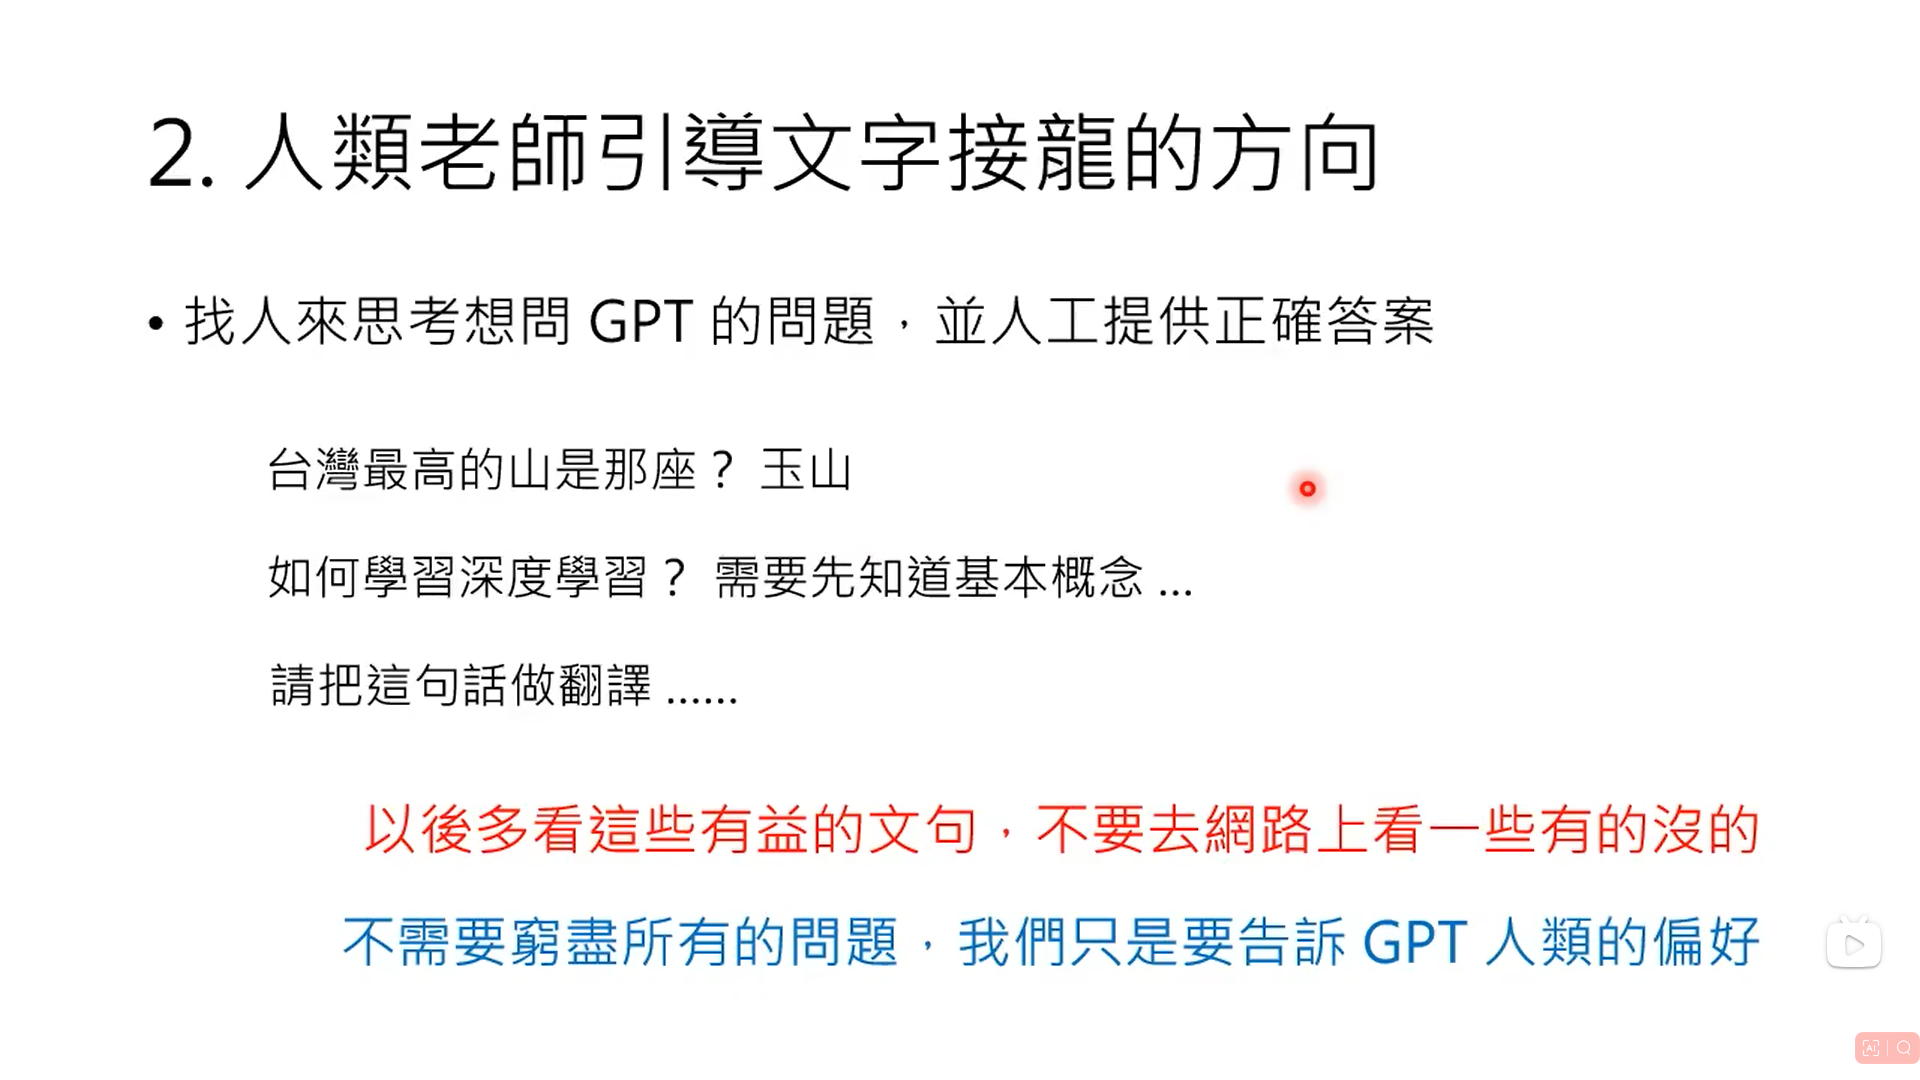 2. 人類老師引導文字接龍的方向
• 找人來思考想問 GPT 的問題，並人工提供正確答案
台灣最高的山是那座？ 玉山
如何學習深度學習？ 需要先知道基本概念 ...
請把這句話做翻譯 ......
以後多看這些有益的文句，不要去網路上看一些有的沒的
不需要窮盡所有的問題，我們只是要告訴 GPT 人類的偏好
AI